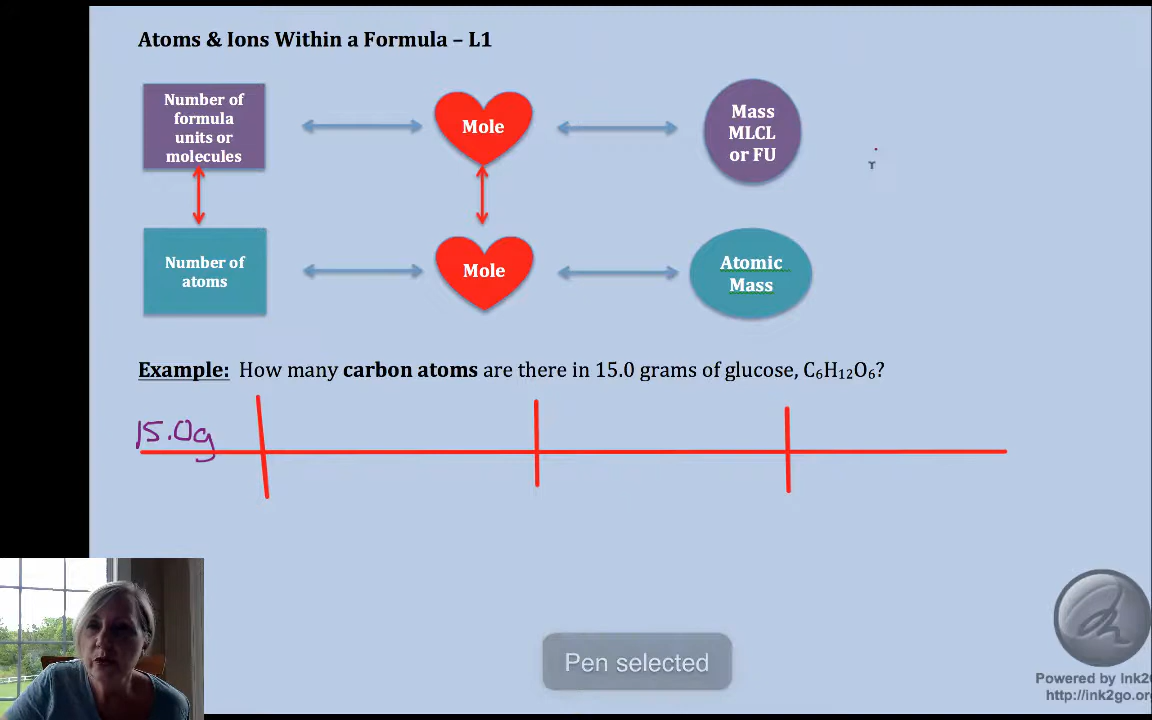 Atoms & Ions Within a Formula – L1
Number of
formula
units or
molecules
Mole
Mass
MLCL
or FU
Number of
atoms
Mole
Atomic
Mass
Example: How many carbon atoms are there in 15.0 grams of glucose, C₆H₁₂O₆?
15.0g
Pen selected
Powered by Ink2G
http://ink2go.org